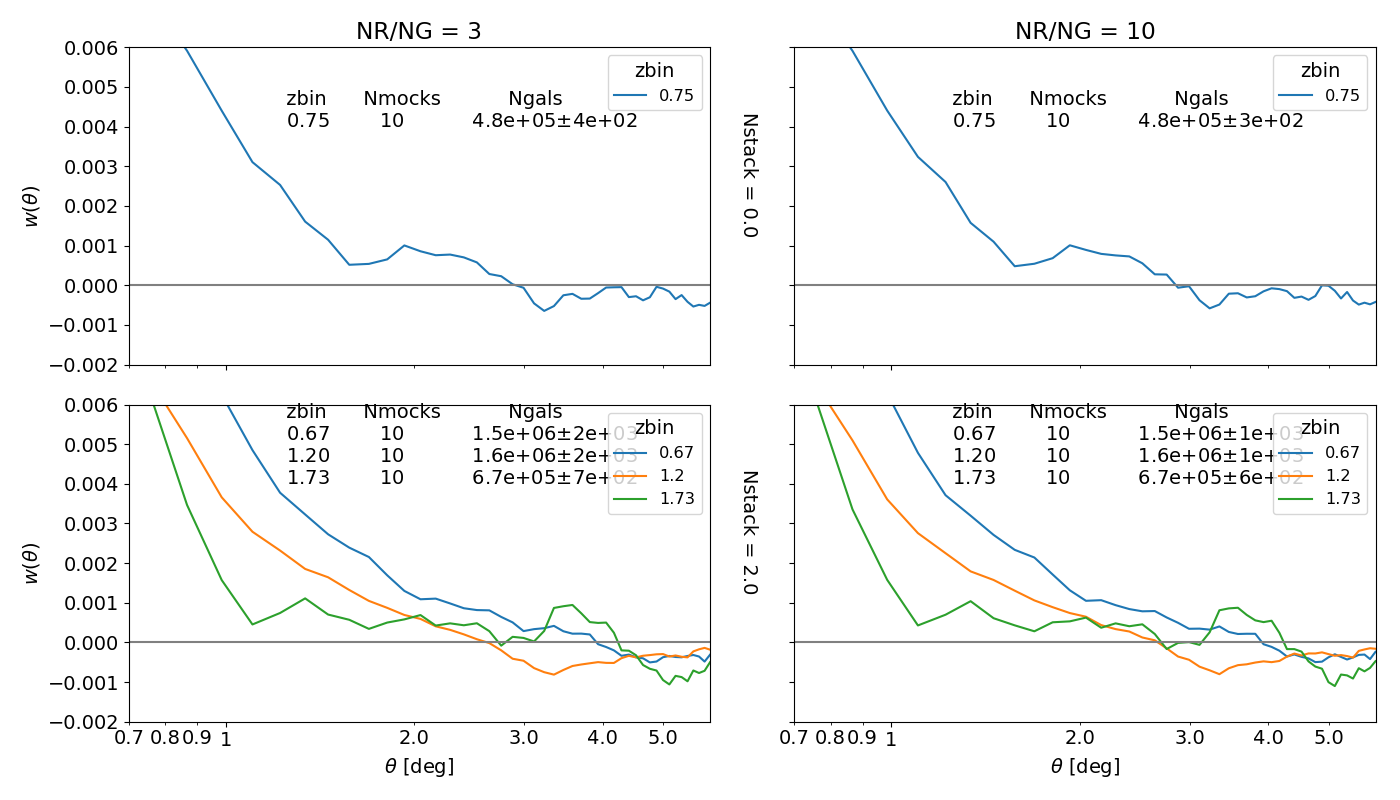 NR/NG = 3
NR/NG = 10
0.006
0.005
0.004
0.003
0.002
0.001
0.000
−0.001
−0.002
w(θ)
zbin Nmocks Ngals
0.75 10 4.8e+05±4e+02
zbin
0.75
zbin Nmocks Ngals
0.75 10 4.8e+05±3e+02
zbin
0.75
Nstack = 0.0
0.006
0.005
0.004
0.003
0.002
0.001
0.000
−0.001
−0.002
w(θ)
zbin Nmocks Ngals
0.67 10 1.5e+06±2e+03
1.20 10 1.6e+06±2e+03
1.73 10 6.7e+05±7e+02
zbin
0.67
1.2
1.73
0.7 0.8 0.9 1 2.0 3.0 4.0 5.0
θ [deg]
zbin Nmocks Ngals
0.67 10 1.5e+06±1e+03
1.20 10 1.6e+06±1e+03
1.73 10 6.7e+05±6e+02
zbin
0.67
1.2
1.73
Nstack = 2.0
0.7 0.8 0.9 1 2.0 3.0 4.0 5.0
θ [deg]